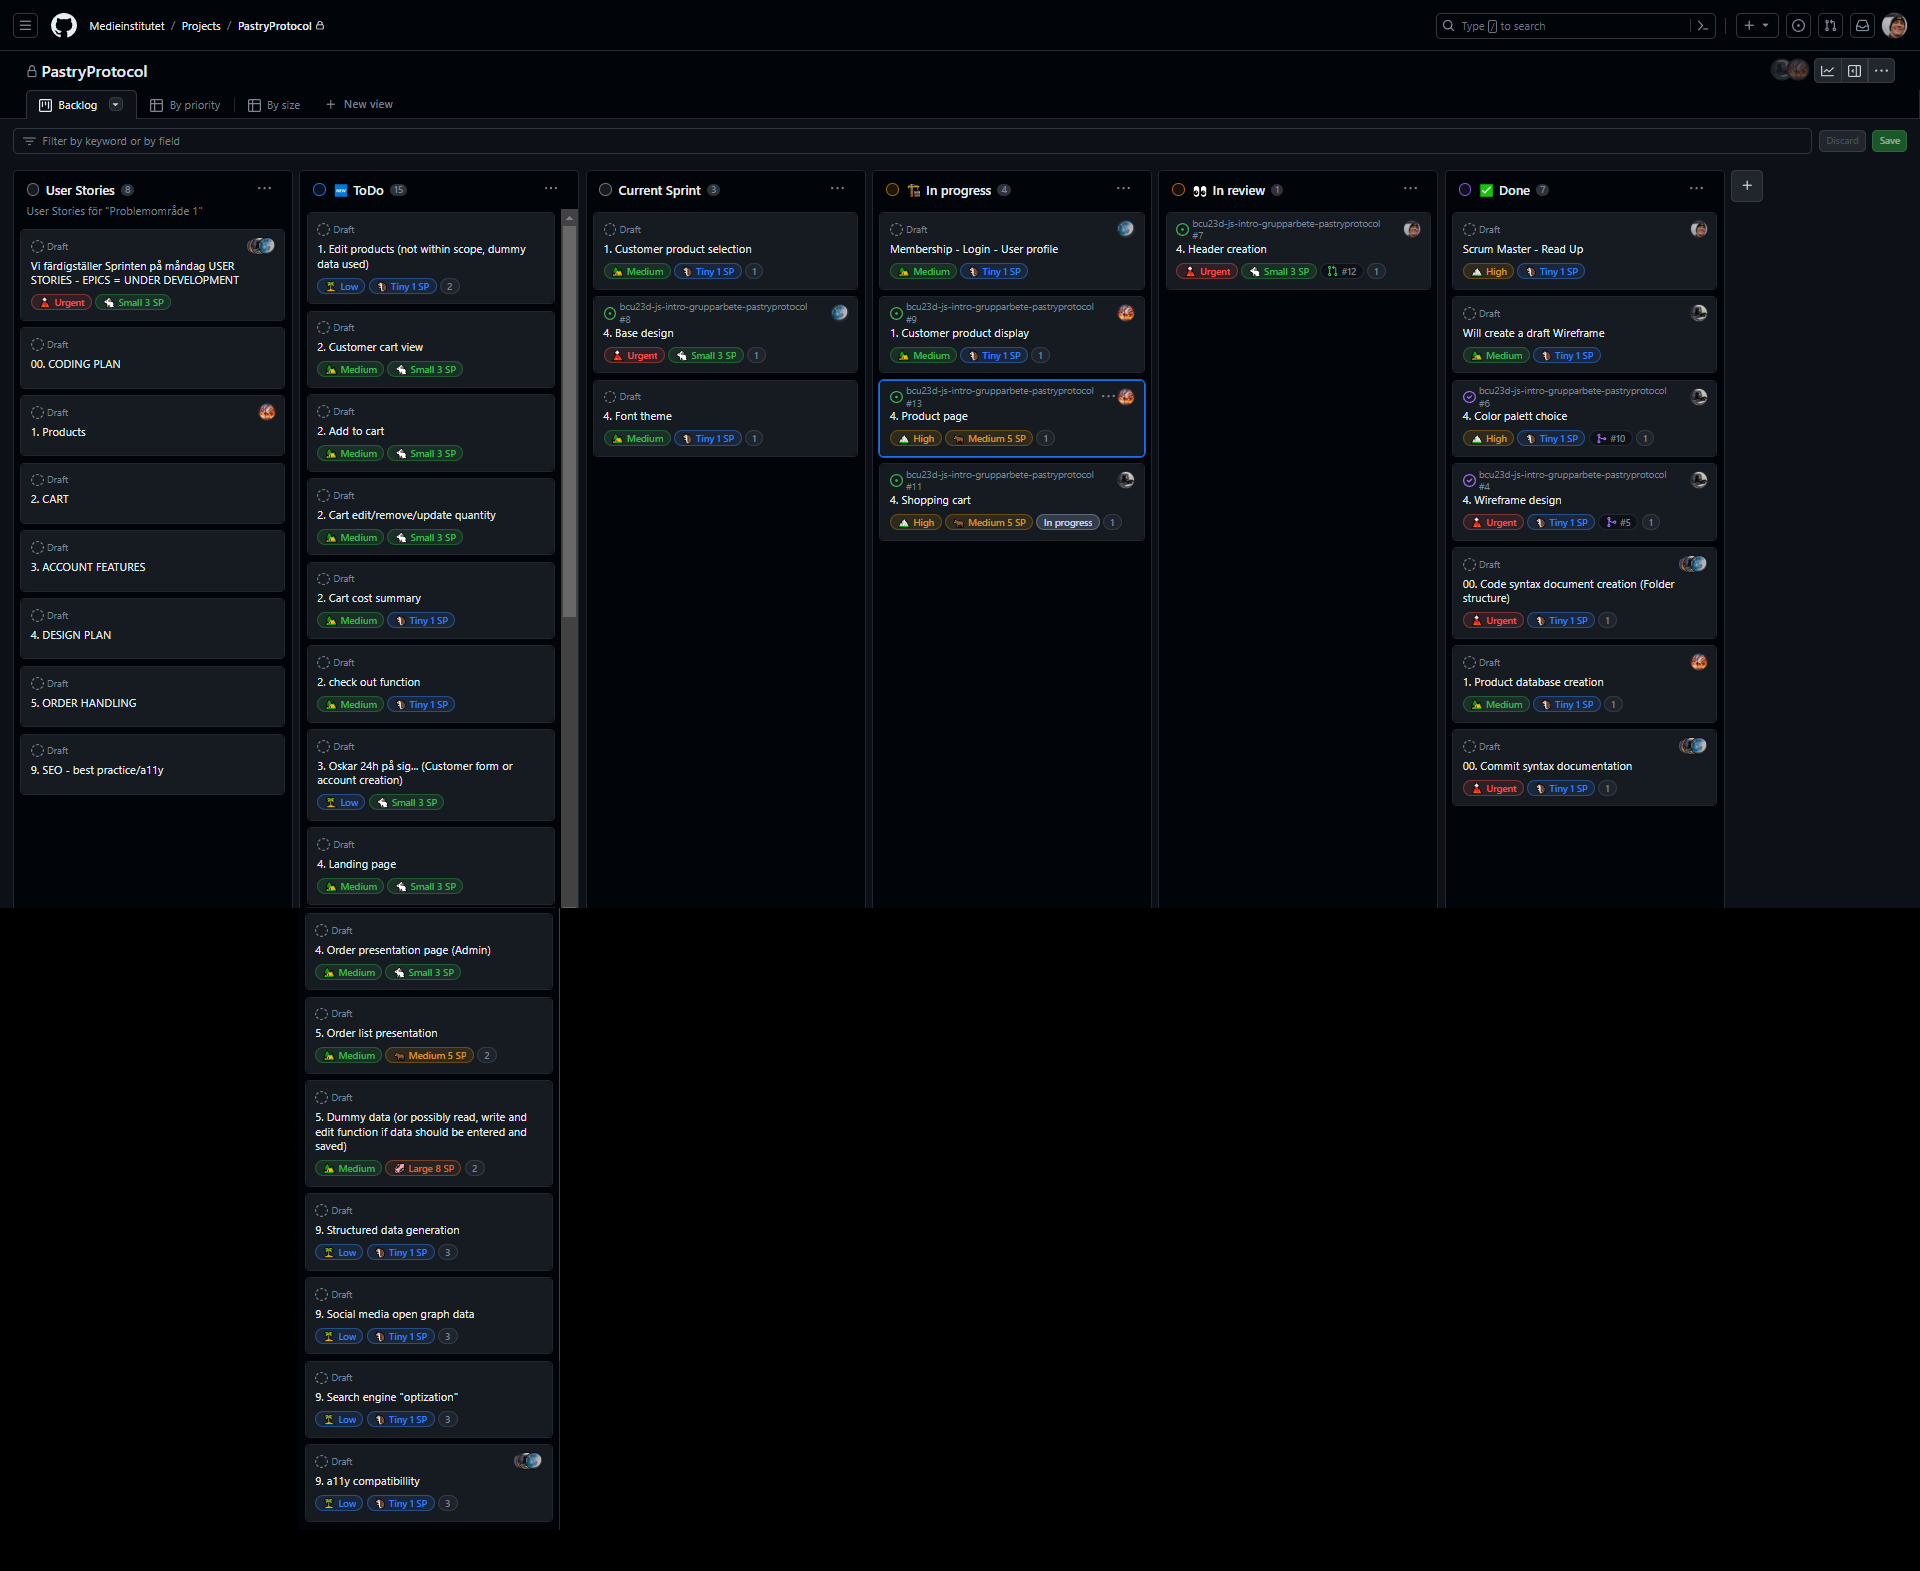 Medieinstitutet / Projects / PastryProtocol
Type / to search
PastryProtocol
Backlog
By priority
By size
+ New view
Filter by keyword or by field
Discard
Save
User Stories 8
User Stories för "Problemområde 1"
Draft
Vi färdigställer Sprinten på måndag USER
STORIES - EPICS = UNDER DEVELOPMENT
Urgent Small 3 SP
Draft
00. CODING PLAN
Draft
1. Products
Draft
2. CART
Draft
3. ACCOUNT FEATURES
Draft
4. DESIGN PLAN
Draft
5. ORDER HANDLING
Draft
9. SEO - best practice/a11y
NEW ToDo 15
Draft
1. Edit products (not within scope, dummy
data used)
Low Tiny 1 SP 2
Draft
2. Customer cart view
Medium Small 3 SP
Draft
2. Add to cart
Medium Small 3 SP
Draft
2. Cart edit/remove/update quantity
Medium Small 3 SP
Draft
2. Cart cost summary
Medium Tiny 1 SP
Draft
2. check out function
Medium Tiny 1 SP
Draft
3. Oskar 24h på sig... (Customer form or
account creation)
Low Small 3 SP
Draft
4. Landing page
Medium Small 3 SP
Draft
4. Order presentation page (Admin)
Medium Small 3 SP
Draft
5. Order list presentation
Medium Medium 5 SP 2
Draft
5. Dummy data (or possibly read, write and
edit function if data should be entered and
saved)
Medium Large 8 SP 2
Draft
9. Structured data generation
Low Tiny 1 SP 3
Draft
9. Social media open graph data
Low Tiny 1 SP 3
Draft
9. Search engine "optization"
Low Tiny 1 SP 3
Draft
9. a11y compatibillity
Low Tiny 1 SP 3
Current Sprint 3
Draft
1. Customer product selection
Medium Tiny 1 SP 1
bcu23d-js-intro-grupparbete-pastryprotocol
#8
4. Base design
Urgent Small 3 SP 1
Draft
4. Font theme
Medium Tiny 1 SP 1
In progress 4
Draft
Membership - Login - User profile
Medium Tiny 1 SP
bcu23d-js-intro-grupparbete-pastryprotocol
#9
1. Customer product display
Medium Tiny 1 SP 1
bcu23d-js-intro-grupparbete-pastryprotocol
#13
4. Product page
High Medium 5 SP 1
bcu23d-js-intro-grupparbete-pastryprotocol
#11
4. Shopping cart
High Medium 5 SP In progress 1
In review 1
bcu23d-js-intro-grupparbete-pastryprotocol
#7
4. Header creation
Urgent Small 3 SP #12 1
Done 7
Draft
Scrum Master - Read Up
High Tiny 1 SP
Draft
Will create a draft Wireframe
Medium Tiny 1 SP
bcu23d-js-intro-grupparbete-pastryprotocol
#6
4. Color palett choice
High Tiny 1 SP #10 1
bcu23d-js-intro-grupparbete-pastryprotocol
#4
4. Wireframe design
Urgent Tiny 1 SP #5 1
Draft
00. Code syntax document creation (Folder
structure)
Urgent Tiny 1 SP 1
Draft
1. Product database creation
Medium Tiny 1 SP 1
Draft
00. Commit syntax documentation
Urgent Tiny 1 SP 1